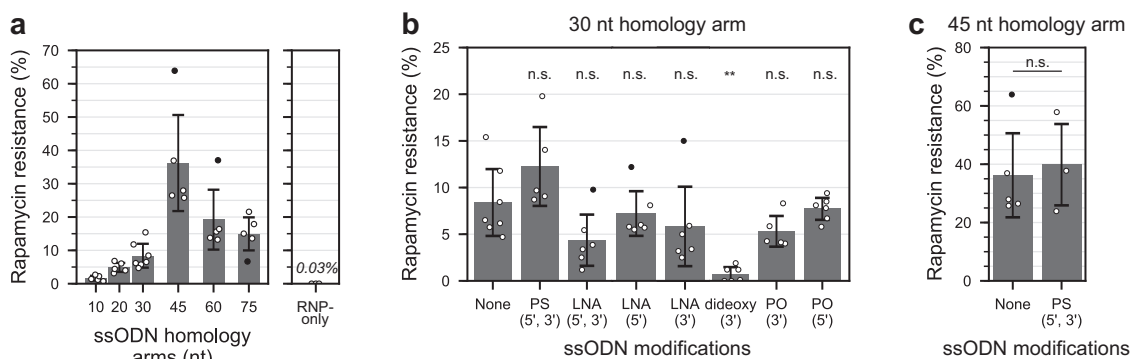 a
Rapamycin resistance (%)
70
60
50
40
30
20
10
0
0.03%
10 20 30 45 60 75
RNP-
only
ssODN homology
arms (nt)
b
30 nt homology arm
Rapamycin resistance (%)
25
20
15
10
5
0
n.s. n.s. n.s. n.s. ** n.s. n.s.
None PS LNA LNA LNA dideoxy PO PO
(5', 3') (5', 3') (5') (3') (3') (3') (5')
ssODN modifications
c
45 nt homology arm
Rapamycin resistance (%)
80
60
40
20
0
n.s.
None PS
(5', 3')
ssODN modifications